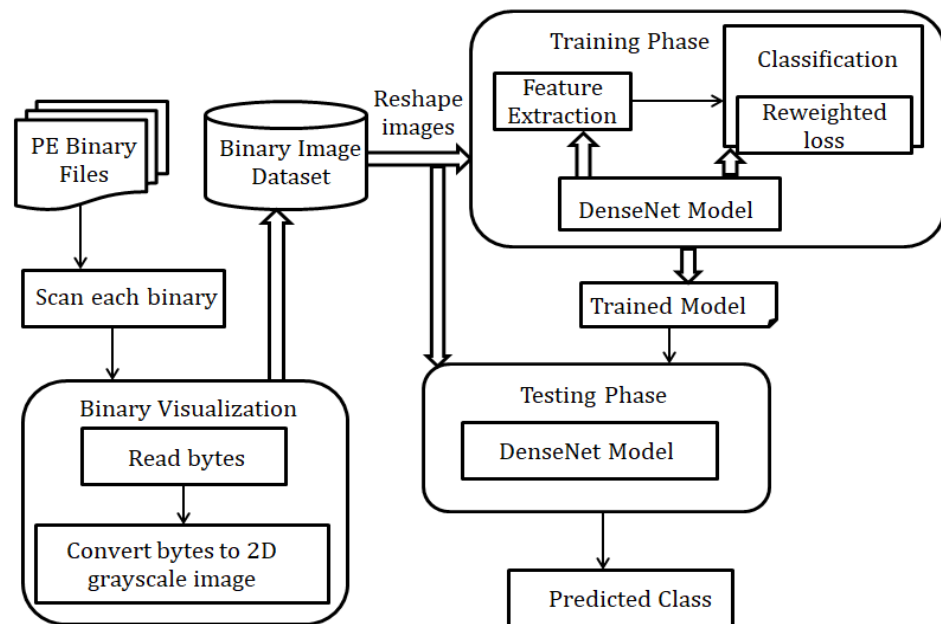 PE Binary
Files
Scan each binary
Binary Visualization
Read bytes
Convert bytes to 2D
grayscale image
Binary Image
Dataset
Reshape
images
Training Phase
Feature
Extraction
Classification
Reweighted
loss
DenseNet Model
Trained Model
Testing Phase
DenseNet Model
Predicted Class